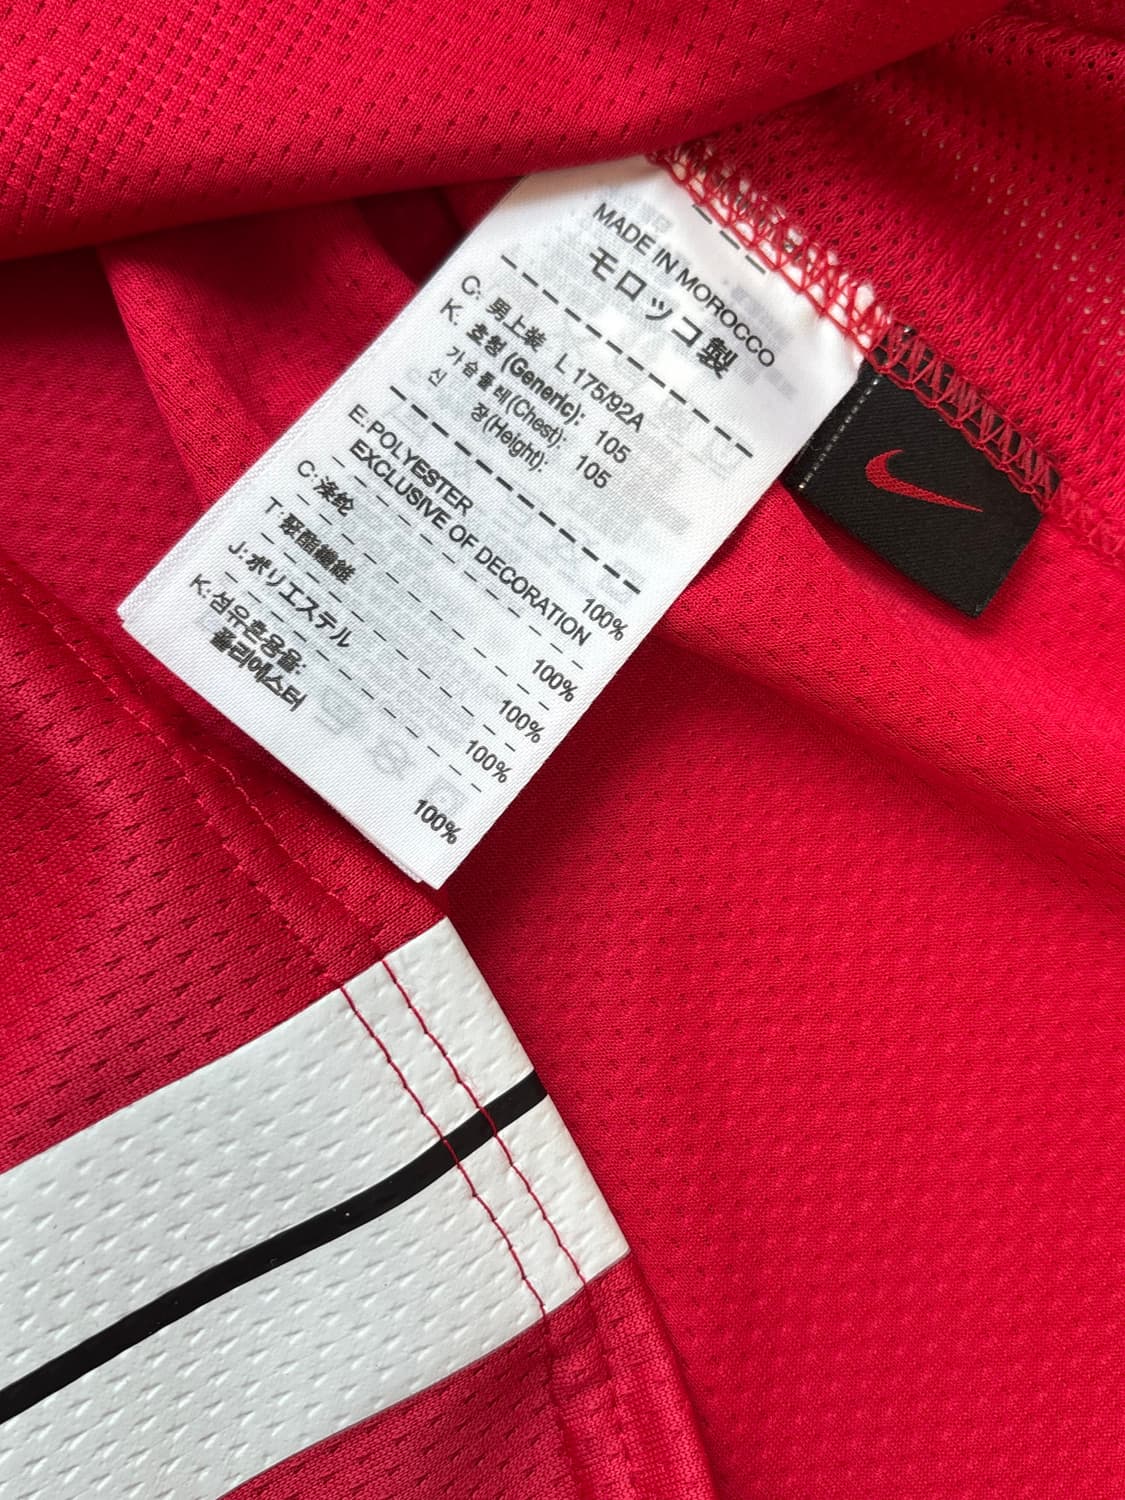 MADE IN MOROCCO
モロッコ製
C: 男上装 L 175/92A
K. 호칭 (Generic): 105
가슴둘레(Chest): 105
신 장(Height):
E:POLYESTER 100%
EXCLUSIVE OF DECORATION
C:涤纶 100%
T:聚酯纖維 100%
J:ポリエステル 100%
K:섬유혼용율:
폴리에스터 100%